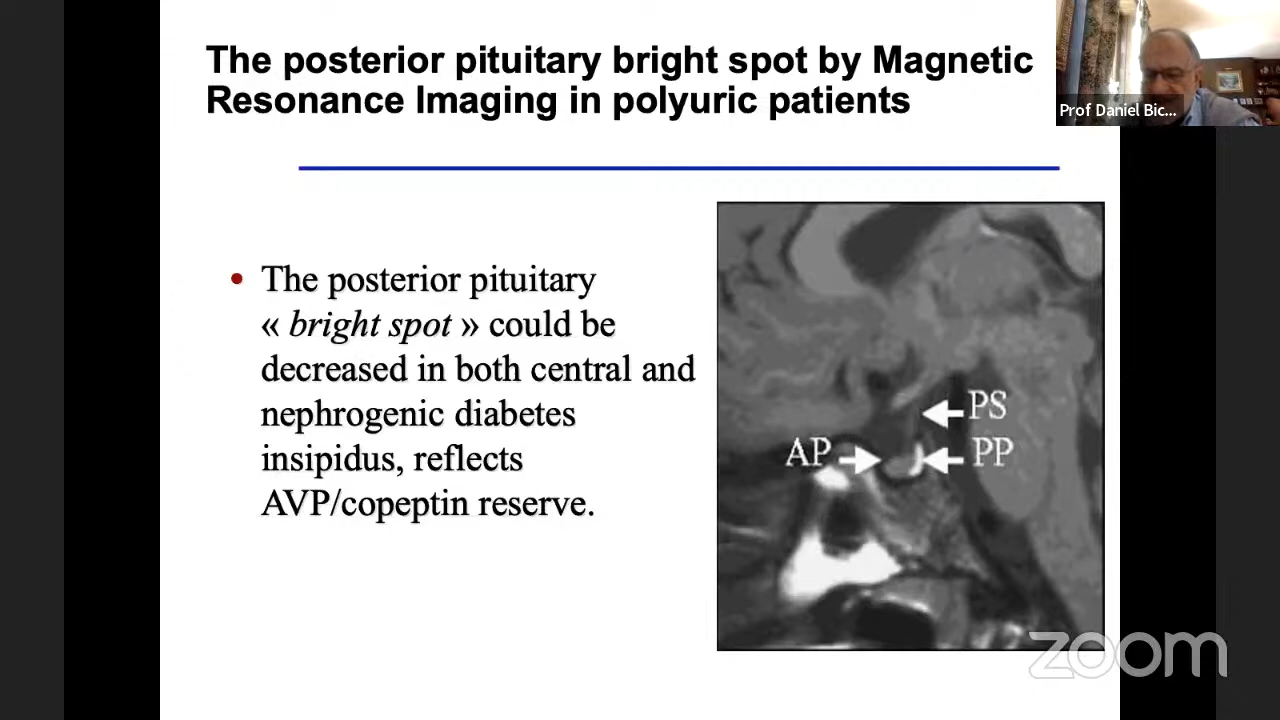 The posterior pituitary bright spot by Magnetic
Resonance Imaging in polyuric patients
Prof Daniel Bic...
• The posterior pituitary
« bright spot » could be
decreased in both central and
nephrogenic diabetes
insipidus, reflects
AVP/copeptin reserve.
PS
AP
PP
zoom